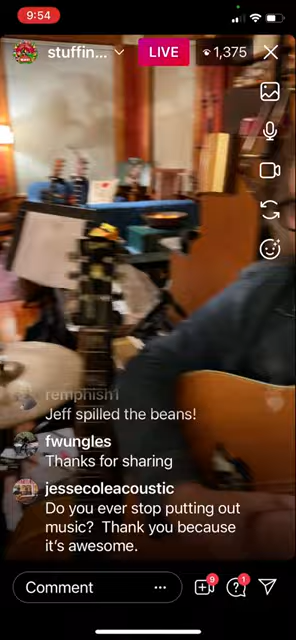 9:54
stuffin...
LIVE
1,375
remphish1
Jeff spilled the beans!
fwungles
Thanks for sharing
jessecoleacoustic
Do you ever stop putting out
music? Thank you because
it's awesome.
Comment
9
1